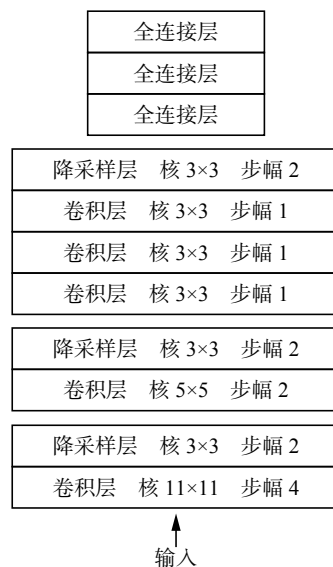 全连接层
全连接层
全连接层
降采样层 核 3×3 步幅 2
卷积层 核 3×3 步幅 1
卷积层 核 3×3 步幅 1
卷积层 核 3×3 步幅 1
降采样层 核 3×3 步幅 2
卷积层 核 5×5 步幅 2
降采样层 核 3×3 步幅 2
卷积层 核 11×11 步幅 4
输入